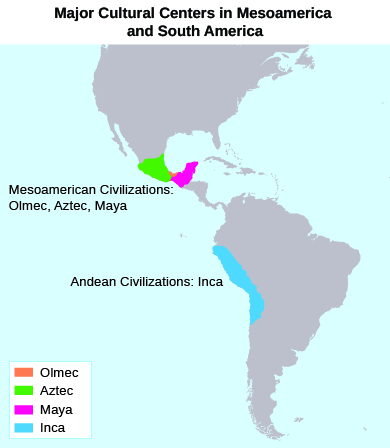 Major Cultural Centers in Mesoamerica
and South America
Mesoamerican Civilizations:
Olmec, Aztec, Maya
Andean Civilizations: Inca
Olmec
Aztec
Maya
Inca